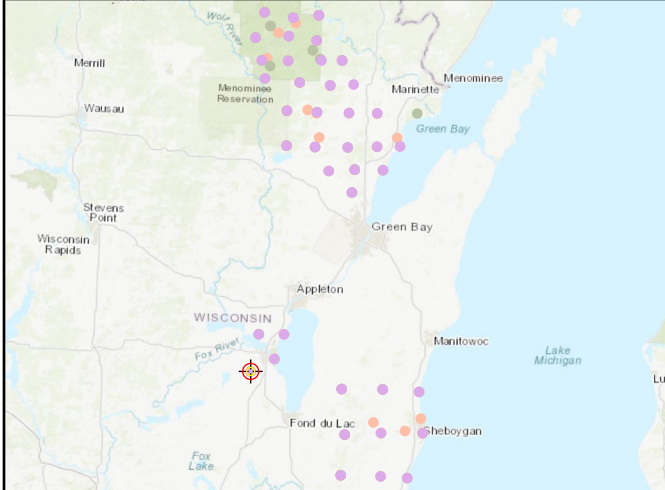 Wolf
River
Merrill
Menominee
Marinette
Menominee
Reservation
Wausau
Green Bay
Stevens
Point
Green Bay
Wisconsin
Rapids
Appleton
WISCONSIN
Manitowoc
Fox River
Lake
Michigan
Lu
Fond du Lac
Sheboygan
Fox
Lake